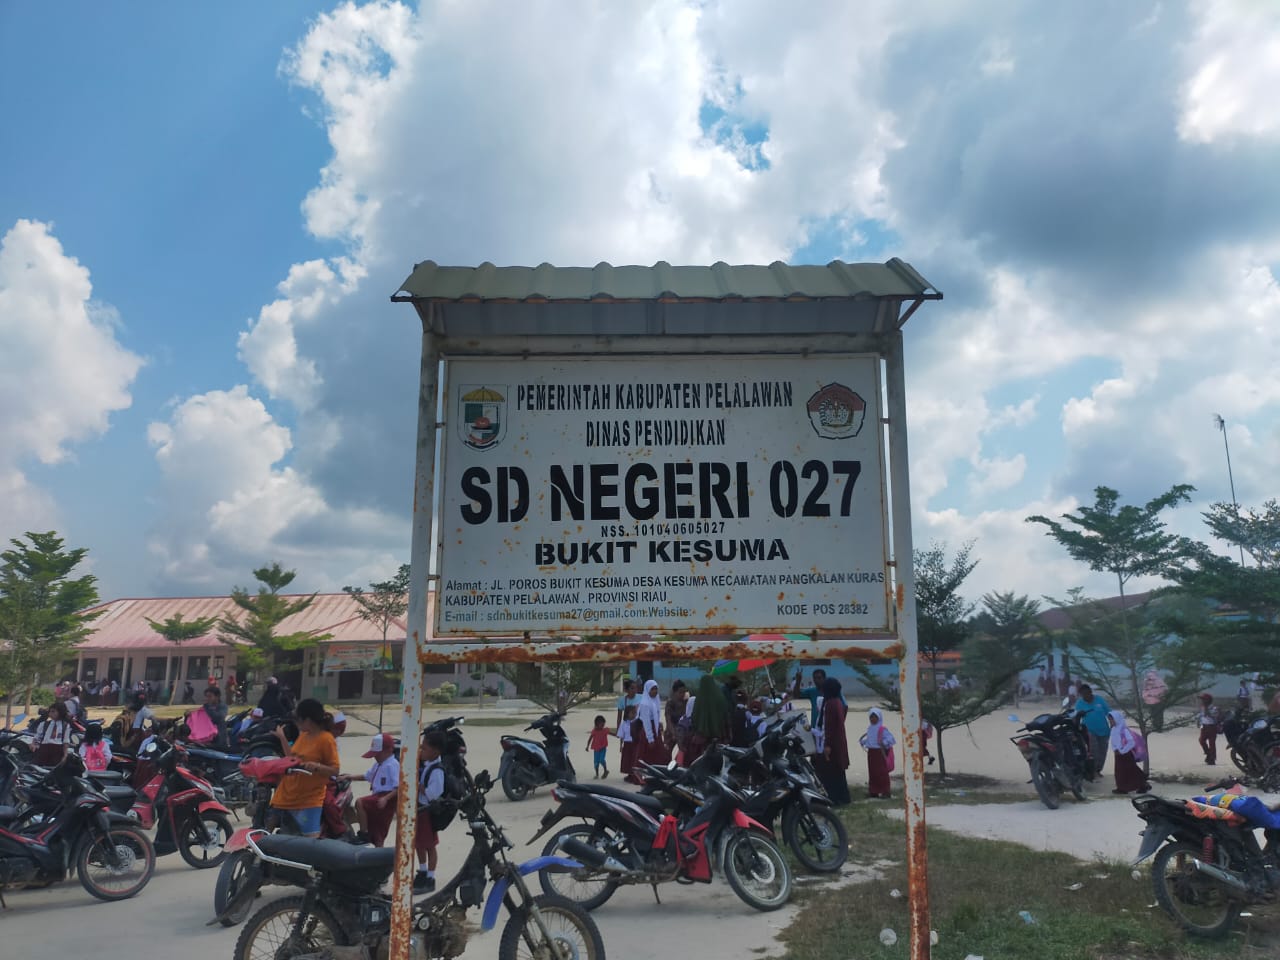 PEMERINTAH KABUPATEN PELALAWAN
DINAS PENDIDIKAN
SD NEGERI 027
NSS. 101040605027
BUKIT KESUMA
Alamat : JL. POROS BUKIT KESUMA DESA KESUMA KECAMATAN PANGKALAN KURAS
KABUPATEN PELALAWAN . PROVINSI RIAU
E-mail : sdnbukitkesuma27@gmail.com Website: KODE POS 28382